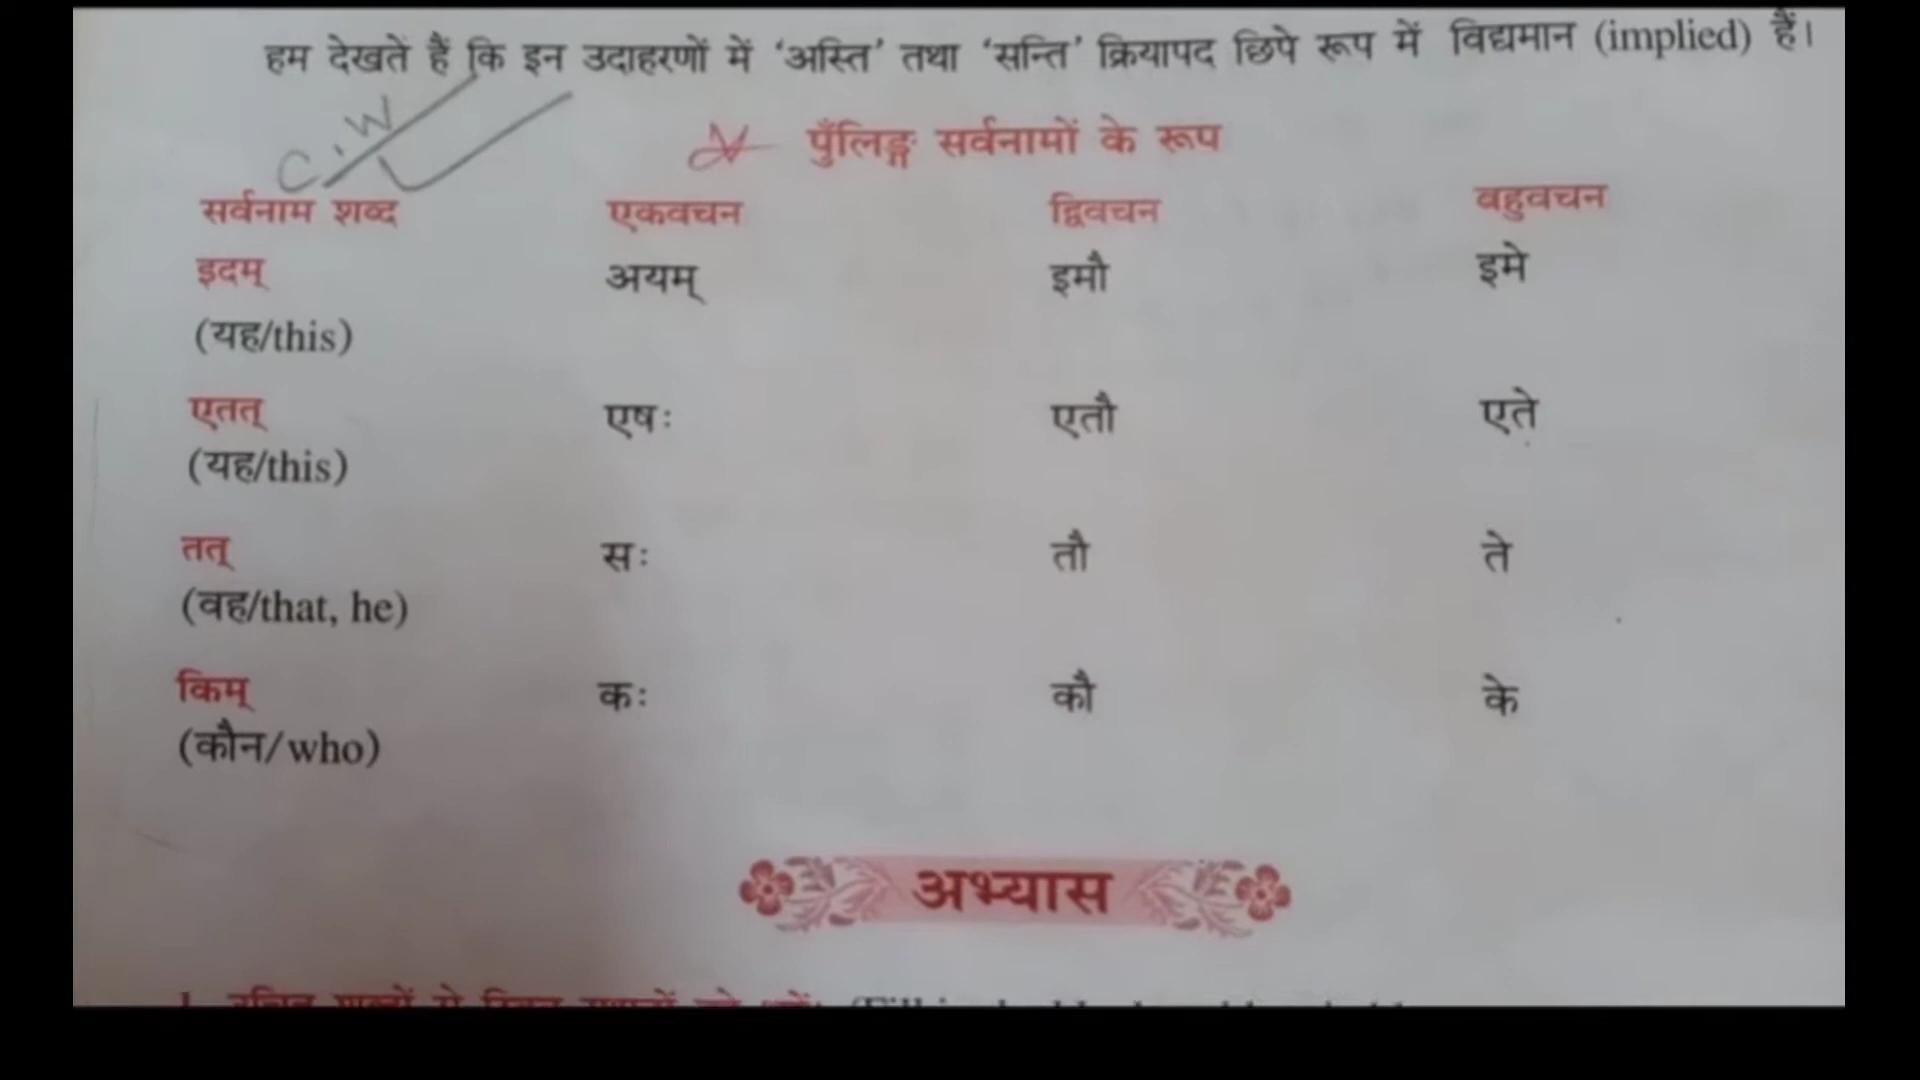 हम देखते हैं कि इन उदाहरणों में ‘अस्ति’ तथा ‘सन्ति’ क्रियापद छिपे रूप में विद्यमान (implied) हैं।
C.W
पुँलिङ्ग सर्वनामों के रूप
सर्वनाम शब्द एकवचन द्विवचन बहुवचन
इदम् अयम् इमौ इमे
(यह/this)
एतत् एषः एतौ एते
(यह/this)
तत् सः तौ ते
(वह/that, he)
किम् कः कौ के
(कौन/who)
अभ्यास